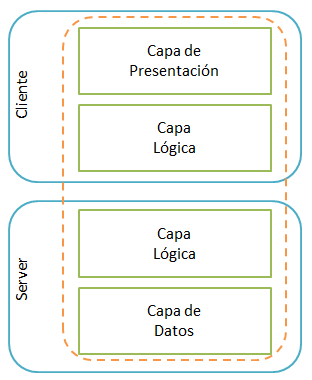 Cliente
Capa de
Presentación
Capa
Lógica
Server
Capa
Lógica
Capa de
Datos